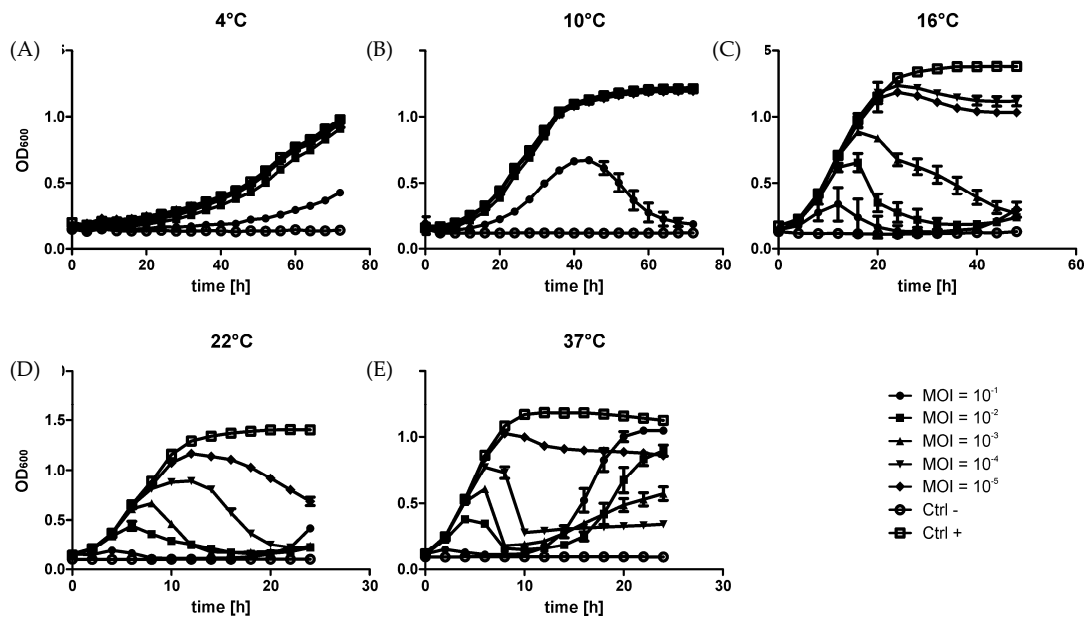 4°C
10°C
16°C
(A)
(B)
(C)
OD600
1.0
0.5
0.0
0
20
40
60
80
time [h]
1.0
0.5
0.0
0
20
40
60
80
time [h]
5
1.0
0.5
0.0
0
20
40
60
time [h]
22°C
37°C
(D)
(E)
OD600
1.5
1.0
0.5
0.0
0
10
20
30
time [h]
1.0
0.5
0.0
0
10
20
30
time [h]
MOI = 10-1
MOI = 10-2
MOI = 10-3
MOI = 10-4
MOI = 10-5
Ctrl -
Ctrl +